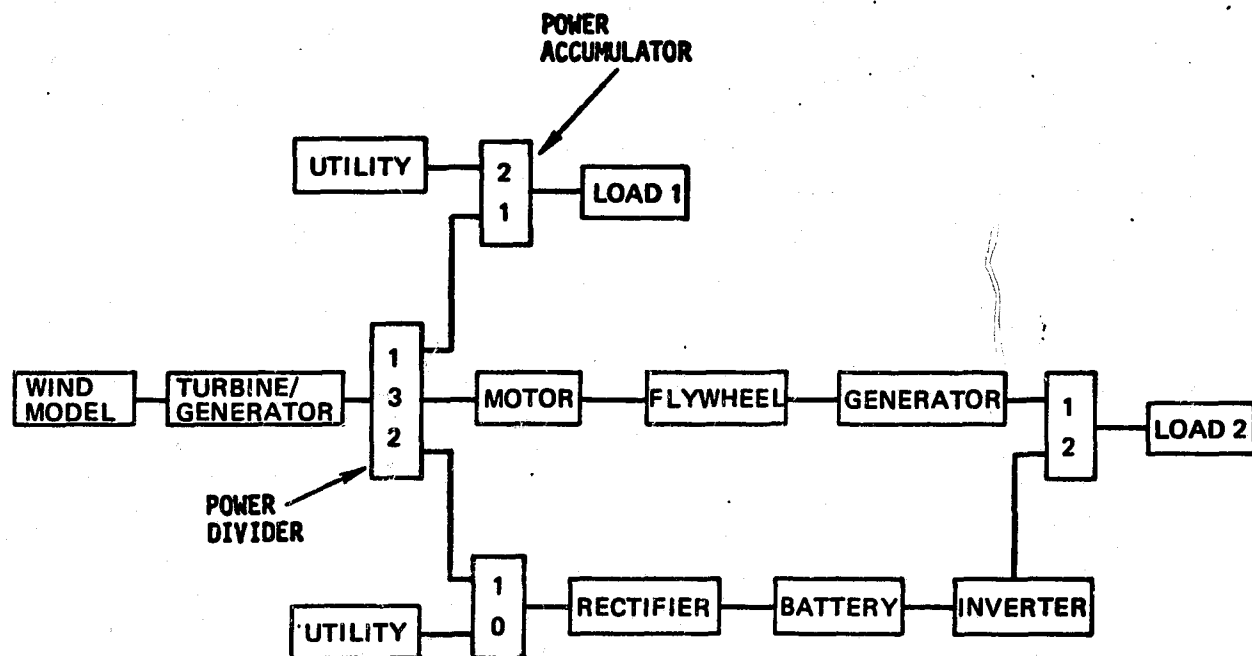 POWER
ACCUMULATOR
UTILITY
2
1
LOAD 1
WIND
MODEL
TURBINE/
GENERATOR
1
3
2
MOTOR
FLYWHEEL
GENERATOR
1
2
LOAD 2
POWER
DIVIDER
UTILITY
1
0
RECTIFIER
BATTERY
INVERTER